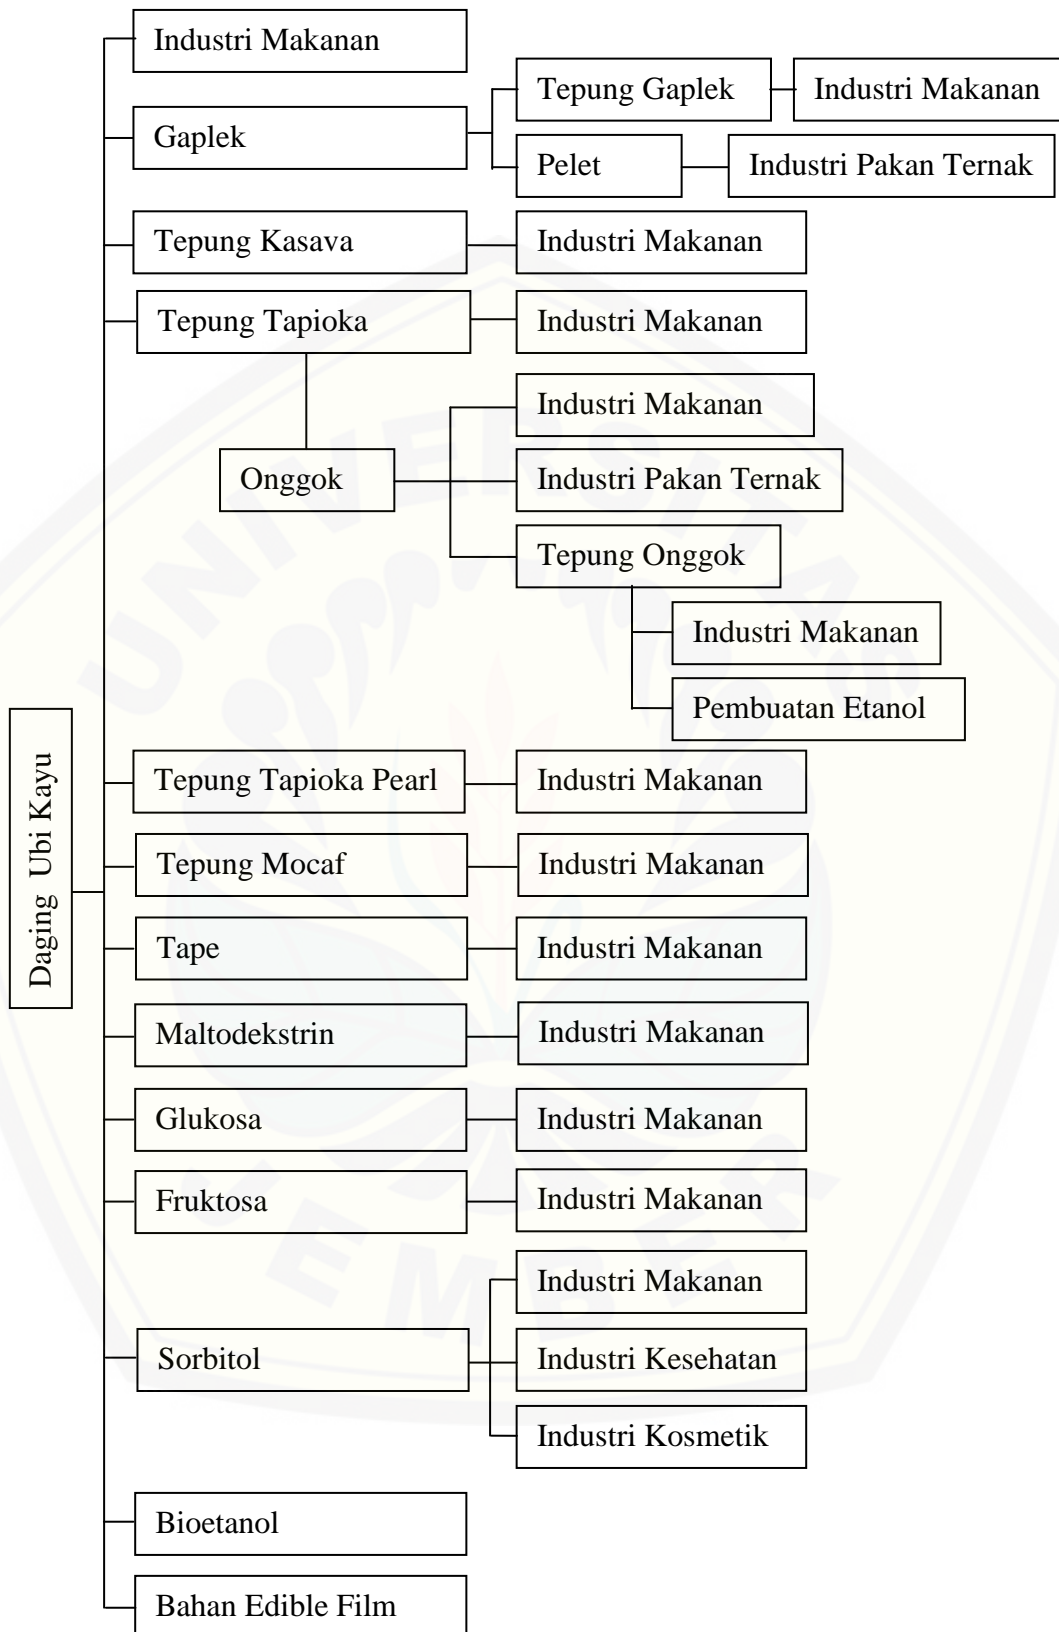 Industri Makanan
Tepung Gaplek
Industri Makanan
Gaplek
Pelet
Industri Pakan Ternak
Tepung Kasava
Industri Makanan
Tepung Tapioka
Industri Makanan
Industri Makanan
Onggok
Industri Pakan Ternak
Tepung Onggok
Industri Makanan
Pembuatan Etanol
Daging Ubi Kayu
Tepung Tapioka Pearl
Industri Makanan
Tepung Mocaf
Industri Makanan
Tape
Industri Makanan
Maltodekstrin
Industri Makanan
Glukosa
Industri Makanan
Fruktosa
Industri Makanan
Industri Makanan
Sorbitol
Industri Kesehatan
Industri Kosmetik
Bioetanol
Bahan Edible Film
UNIVERSITAS
JEMBER